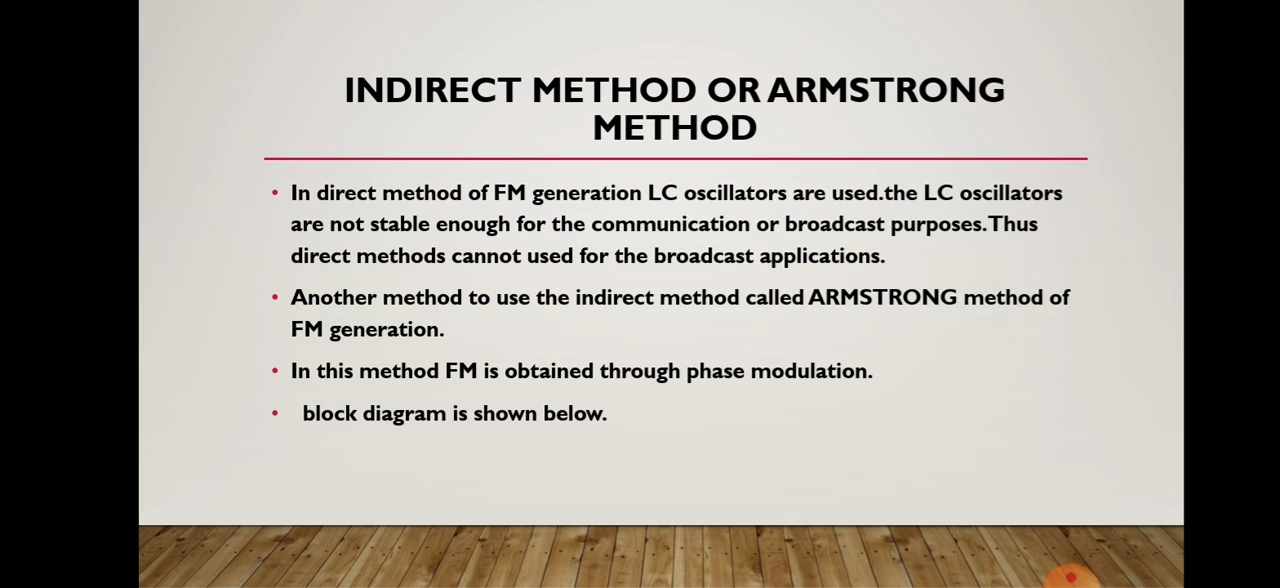 INDIRECT METHOD OR ARMSTRONG
METHOD
• In direct method of FM generation LC oscillators are used.the LC oscillators
are not stable enough for the communication or broadcast purposes.Thus
direct methods cannot used for the broadcast applications.
• Another method to use the indirect method called ARMSTRONG method of
FM generation.
• In this method FM is obtained through phase modulation.
• block diagram is shown below.